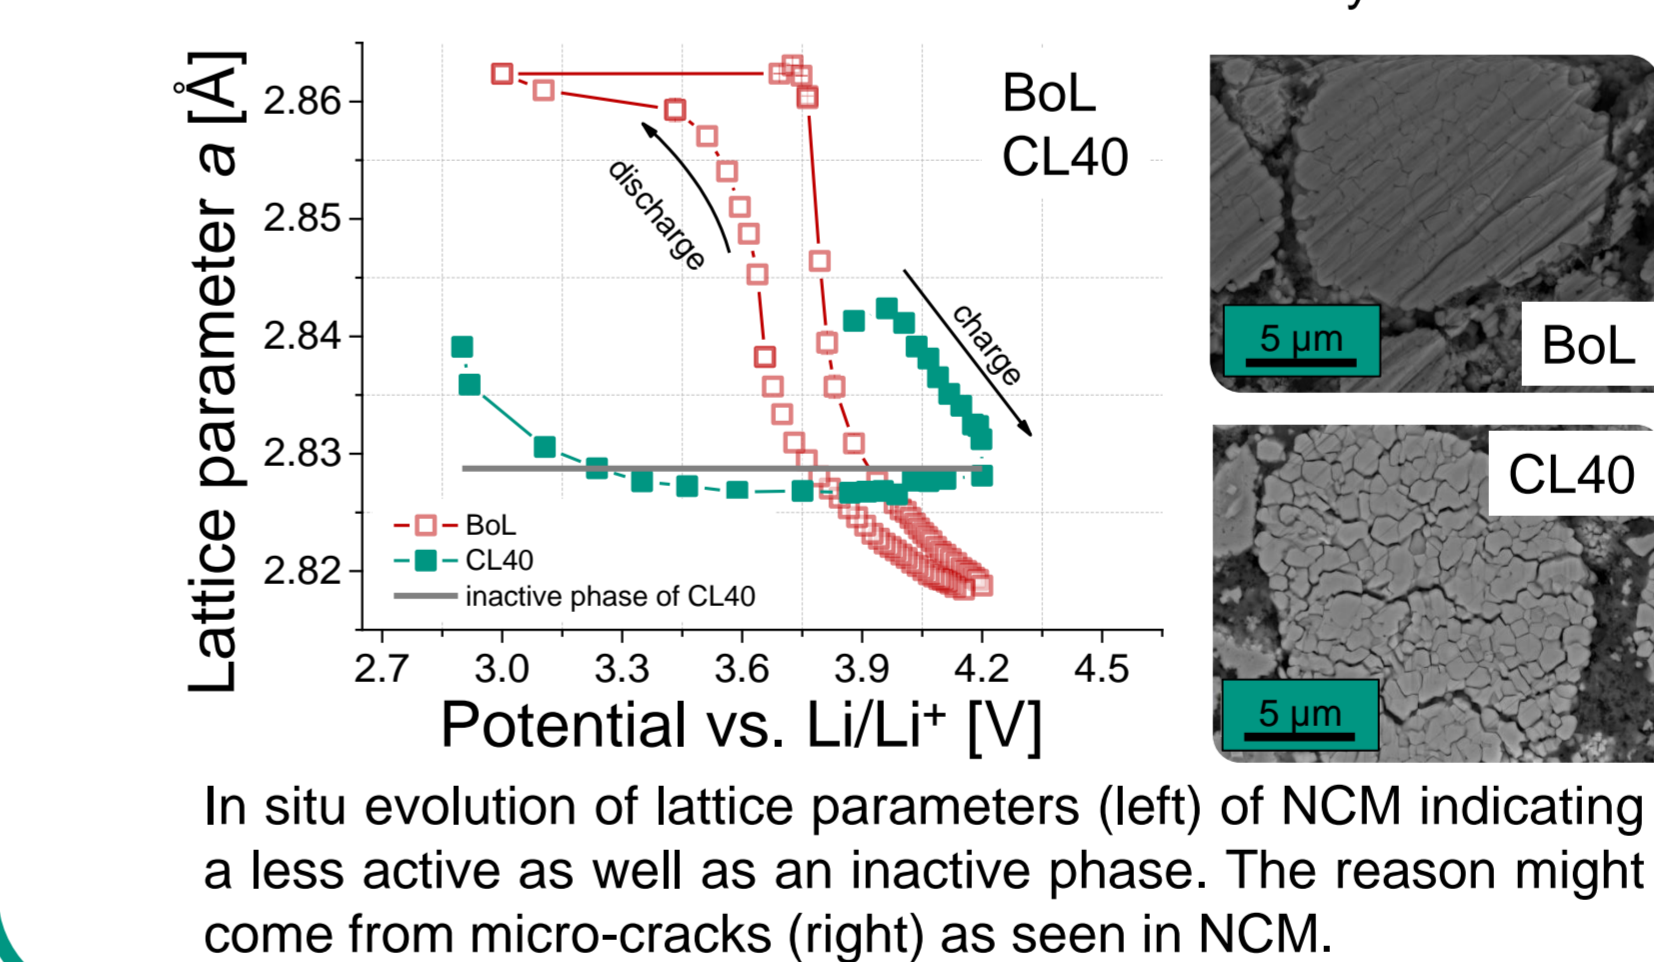 y
Lattice parameter a [Å]
2.86
2.85
2.84
2.83
2.82
BoL
CL40
discharge
charge
BoL
CL40
inactive phase of CL40
2.7 3.0 3.3 3.6 3.9 4.2 4.5
Potential vs. Li/Li⁺ [V]
5 µm
BoL
CL40
5 µm
In situ evolution of lattice parameters (left) of NCM indicating
a less active as well as an inactive phase. The reason might
come from micro-cracks (right) as seen in NCM.